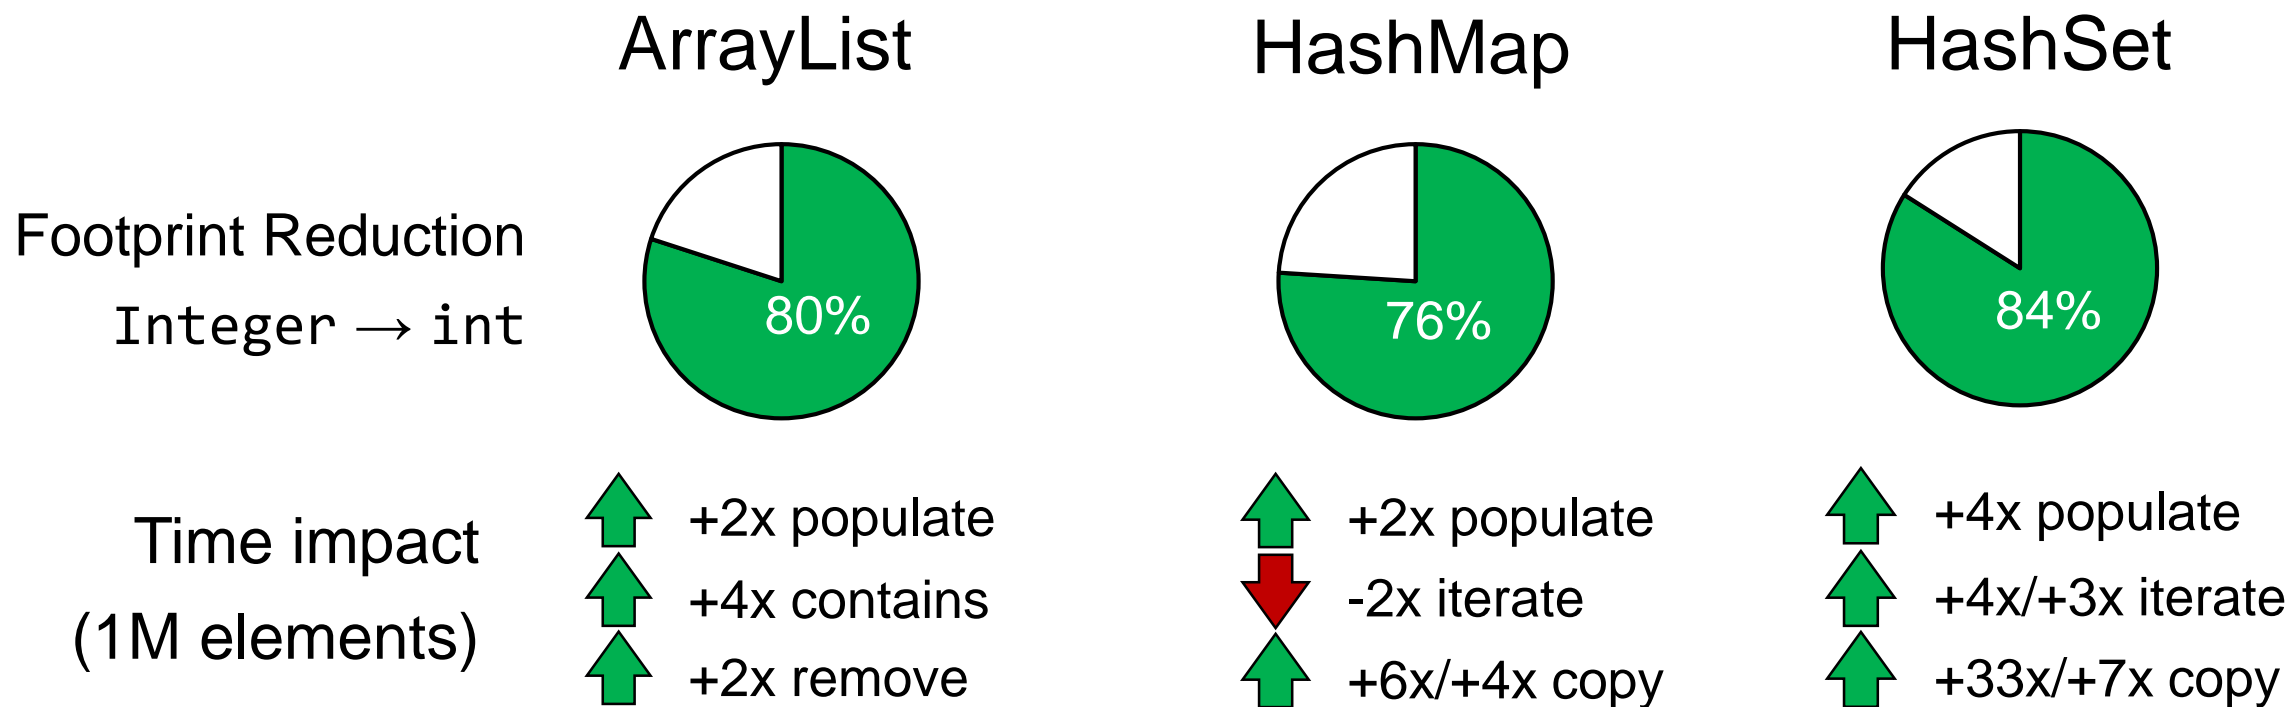 ArrayList
HashMap
HashSet
Footprint Reduction
Integer → int
80%
76%
84%
Time impact
(1M elements)
+2x populate
+4x contains
+2x remove
+2x populate
-2x iterate
+6x/+4x copy
+4x populate
+4x/+3x iterate
+33x/+7x copy